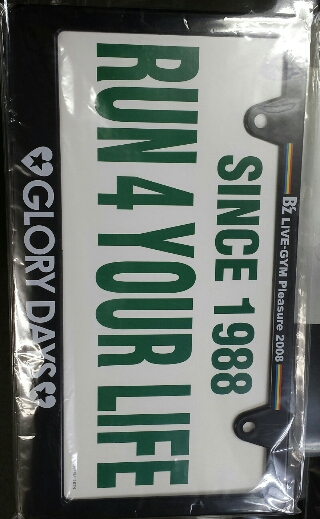 B'z LIVE-GYM Pleasure 2008
SINCE 1988
RUN 4 YOUR LIFE
GLORY DAYS